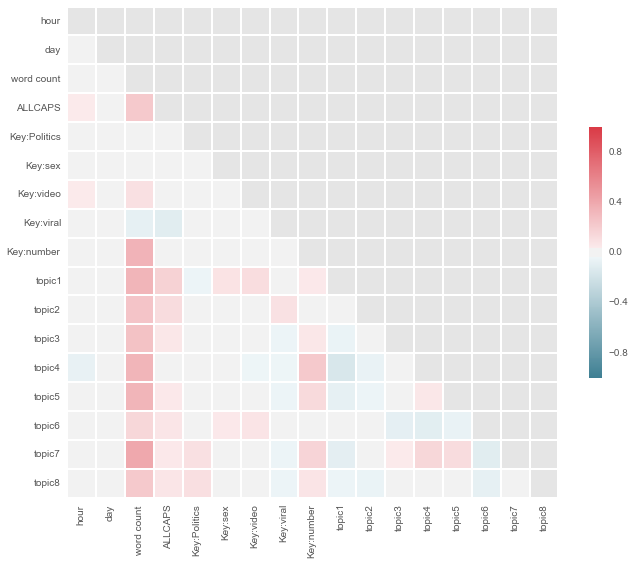 hour
day
word count
ALLCAPS
Key:Politics
Key:sex
Key:video
Key:viral
Key:number
topic1
topic2
topic3
topic4
topic5
topic6
topic7
topic8
hour
day
word count
ALLCAPS
Key:Politics
Key:sex
Key:video
Key:viral
Key:number
topic1
topic2
topic3
topic4
topic5
topic6
topic7
topic8
0.8
0.4
0.0
−0.4
−0.8